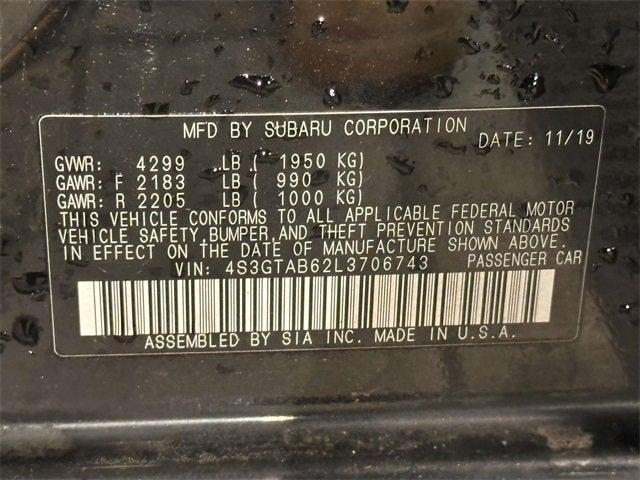 MFD BY SUBARU CORPORATION DATE: 11/19
GVWR: 4299 LB ( 1950 KG)
GAWR: F 2183 LB ( 990 KG)
GAWR: R 2205 LB ( 1000 KG)
THIS VEHICLE CONFORMS TO ALL APPLICABLE FEDERAL MOTOR
VEHICLE SAFETY,BUMPER,AND THEFT PREVENTION STANDARDS
IN EFFECT ON THE DATE OF MANUFACTURE SHOWN ABOVE.
VIN: 4S3GTAB62L3706743 PASSENGER CAR
ASSEMBLED BY SIA INC. MADE IN U.S.A.